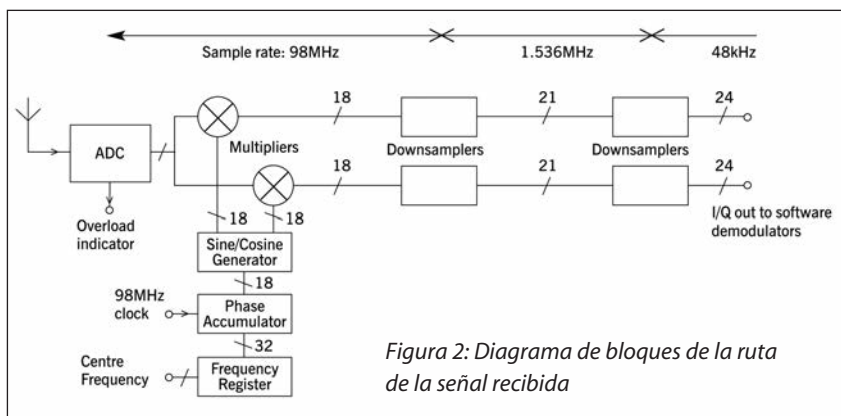 Sample rate: 98MHz 1.536MHz 48kHz
18 21 24
ADC
Multipliers
Downsamplers Downsamplers
18 21 24
Overload
indicator
18 18
I/Q out to software
demodulators
Sine/Cosine
Generator
18
98MHz
clock
Phase
Accumulator
32
Centre
Frequency
Frequency
Register
Figura 2: Diagrama de bloques de la ruta
de la señal recibida